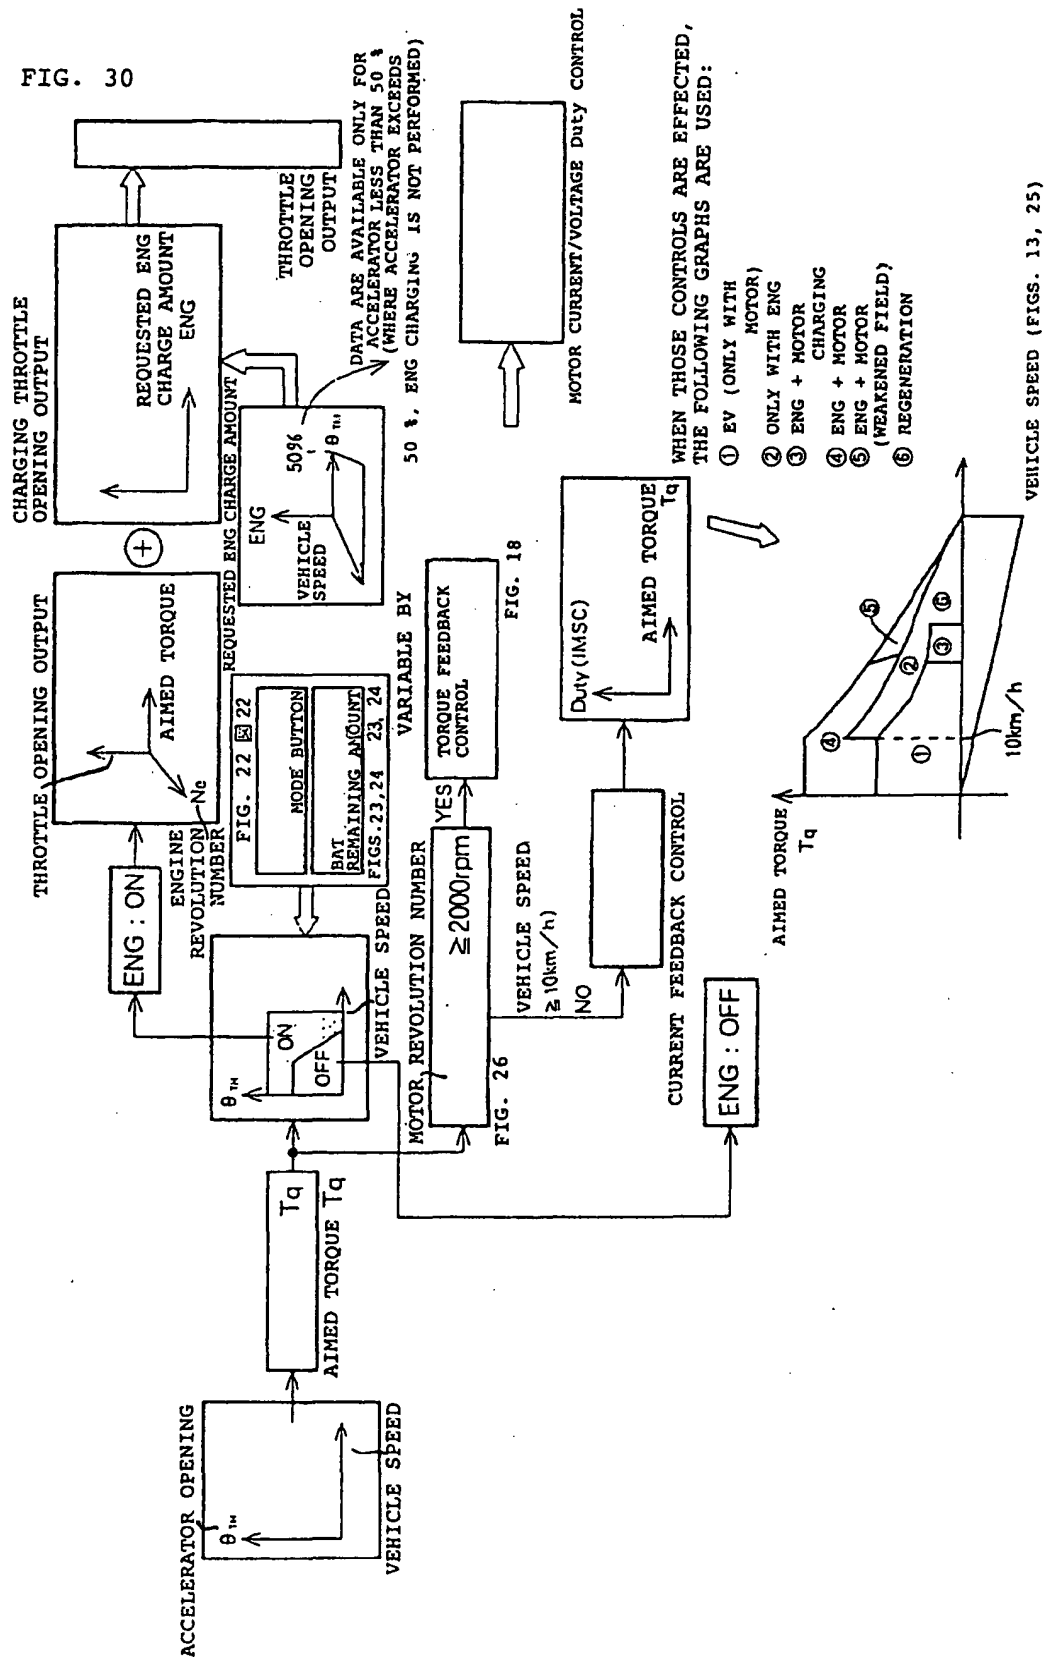 FIG. 30
ACCELERATOR OPENING
θTH
VEHICLE SPEED
Tq
AIMED TORQUE Tq
θTH
ON
OFF
VEHICLE SPEED
ENG : ON
ENGINE
REVOLUTION
NUMBER
THROTTLE OPENING OUTPUT
AIMED TORQUE
Ne
CHARGING THROTTLE
OPENING OUTPUT
REQUESTED ENG
CHARGE AMOUNT
ENG
THROTTLE
OPENING
OUTPUT
FIG. 22 図22
MODE BUTTON
BAT
REMAINING AMOUNT
FIGS.23,24 23, 24
VARIABLE BY
REQUESTED ENG CHARGE AMOUNT
ENG
50%
θTH
VEHICLE
SPEED
DATA ARE AVAILABLE ONLY FOR
ACCELERATOR LESS THAN 50 %
(WHERE ACCELERATOR EXCEEDS
50 %, ENG CHARGING IS NOT PERFORMED)
MOTOR REVOLUTION NUMBER
≧2000rpm
FIG. 26
YES
TORQUE FEEDBACK
CONTROL
FIG. 18
VEHICLE SPEED
≧10km/h)
NO
CURRENT FEEDBACK CONTROL
ENG : OFF
Duty(IMSC)
AIMED TORQUE
Tq
MOTOR CURRENT/VOLTAGE Duty CONTROL
WHEN THOSE CONTROLS ARE EFFECTED,
THE FOLLOWING GRAPHS ARE USED:
① EV (ONLY WITH
MOTOR)
② ONLY WITH ENG
③ ENG + MOTOR
CHARGING
④ ENG + MOTOR
⑤ ENG + MOTOR
(WEAKENED FIELD)
⑥ REGENERATION
AIMED TORQUE
Tq
④
①
②
⑤
③
⑥
10km/h
VEHICLE SPEED (FIGS. 13, 25)